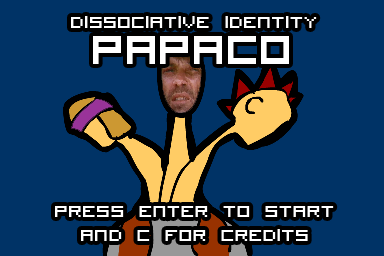 DISSOCIATIVE IDENTITY
PAPACO
PRESS ENTER TO START
AND C FOR CREDITS